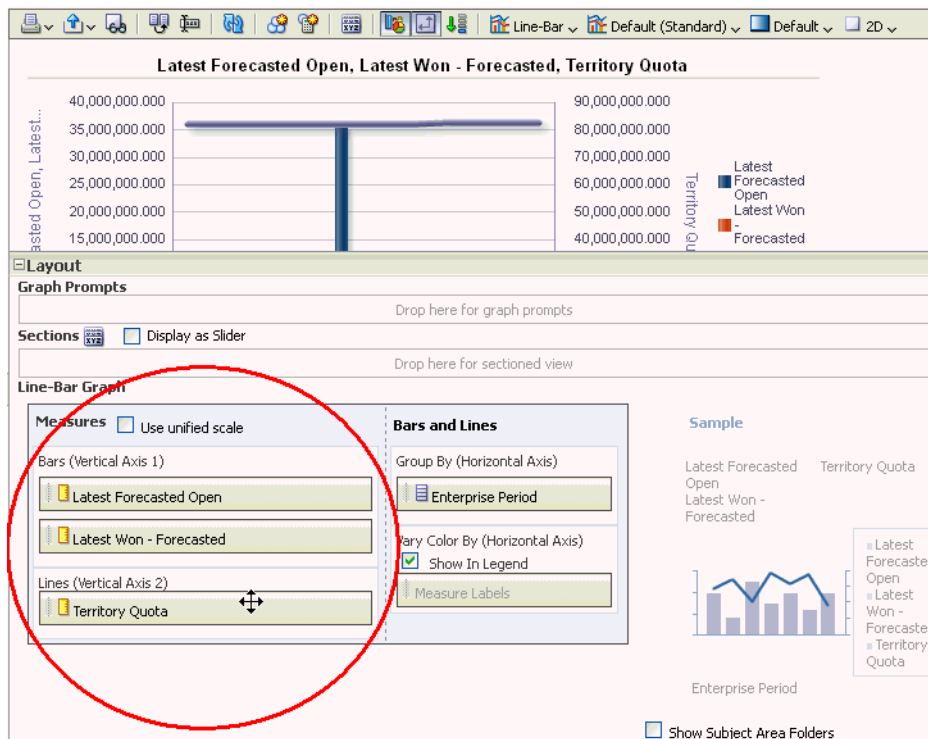 Line-Bar
Default (Standard)
Default
2D
Latest Forecasted Open, Latest Won - Forecasted, Territory Quota
40,000,000.000
35,000,000.000
30,000,000.000
25,000,000.000
20,000,000.000
15,000,000.000
asted Open, Latest...
90,000,000.000
80,000,000.000
70,000,000.000
60,000,000.000
50,000,000.000
40,000,000.000
Territory Qu
Latest
Forecasted
Open
Latest Won
-
Forecasted
Layout
Graph Prompts
Drop here for graph prompts
Sections
Display as Slider
Drop here for sectioned view
Line-Bar Graph
Measures
Use unified scale
Bars (Vertical Axis 1)
Latest Forecasted Open
Latest Won - Forecasted
Lines (Vertical Axis 2)
Territory Quota
Bars and Lines
Group By (Horizontal Axis)
Enterprise Period
Vary Color By (Horizontal Axis)
Show In Legend
Measure Labels
Sample
Latest Forecasted
Open
Latest Won -
Forecasted
Territory Quota
Latest
Forecaste
Open
Latest
Won -
Forecaste
Territory
Quota
Enterprise Period
Show Subject Area Folders